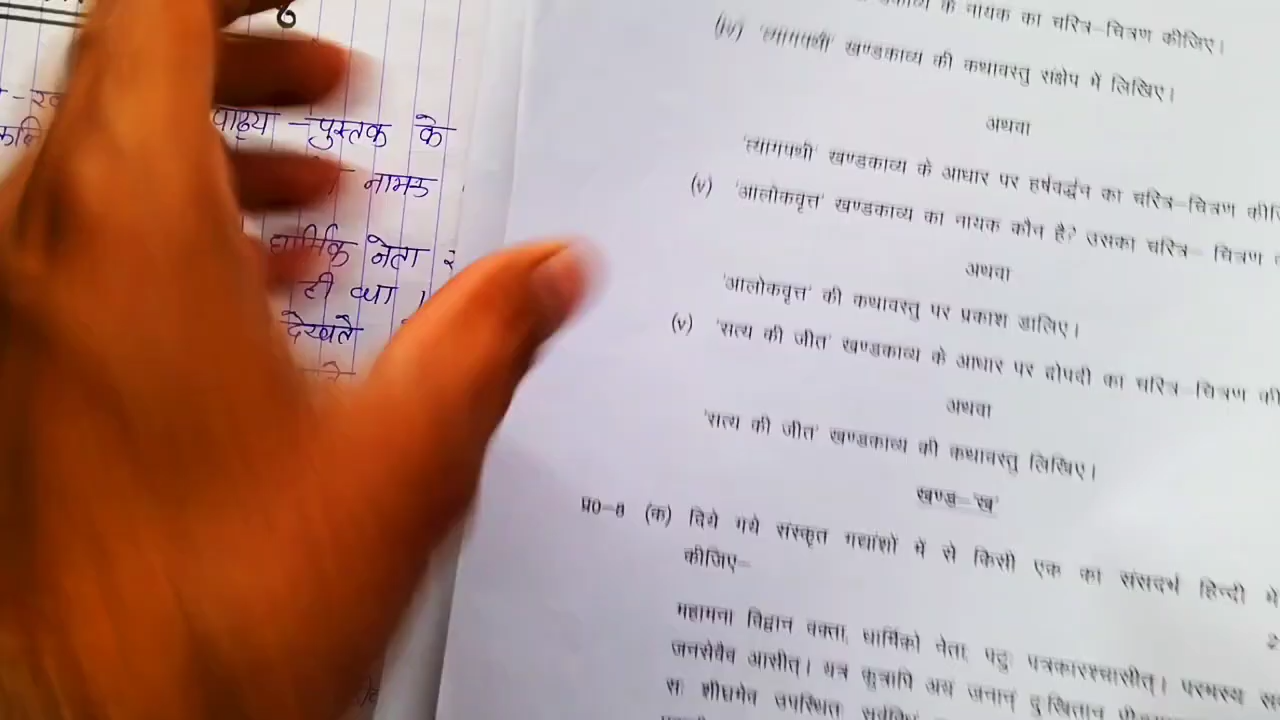 पाठ्य-पुस्तक के
नामक
धार्मिक नेता
ही था।
देखते
के नायक का चरित्र-चित्रण कीजिए।
(iv) 'त्यागपथी' खण्डकाव्य की कथावस्तु संक्षेप में लिखिए।
अथवा
'त्यागपथी' खण्डकाव्य के आधार पर हर्षवर्द्धन का चरित्र-चित्रण
(v) 'आलोकवृत्त' खण्डकाव्य का नायक कौन है? उसका चरित्र- चित्रण
अथवा
'आलोकवृत्त' की कथावस्तु पर प्रकाश डालिए।
(v) 'सत्य की जीत' खण्डकाव्य के आधार पर द्रोपदी का चरित्र-चित्रण की
अथवा
'सत्य की जीत' खण्डकाव्य की कथावस्तु लिखिए।
खण्ड-'ख'
प्र0-8 (क) दिये गये संस्कृत गद्यांशों में से किसी एक का संसदर्भ हिन्दी में
कीजिए-
2
महामना विद्वान वक्ता, धार्मिको नेता, पटुः पत्रकारश्चासीत्। परमस्य
जनसेवैव आसीत्। यत्र कुत्रापि अयं जनान् दुःखितान्
सः शीघ्रमेव उपस्थितः